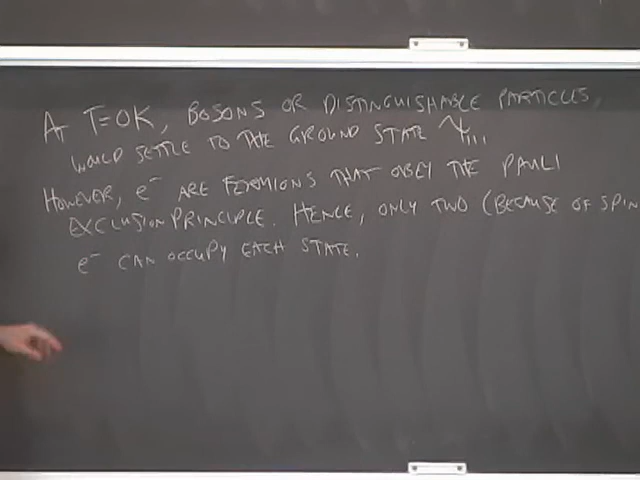 AT T=0K, BOSONS OR DISTINGUISHABLE PARTICLES,
WOULD SETTLE TO THE GROUND STATE ψ₁₁₁
HOWEVER, e⁻ ARE FERMIONS THAT OBEY THE PAULI
EXCLUSION PRINCIPLE. HENCE, ONLY TWO (BECAUSE OF SPIN
e⁻ CAN OCCUPY EACH STATE.